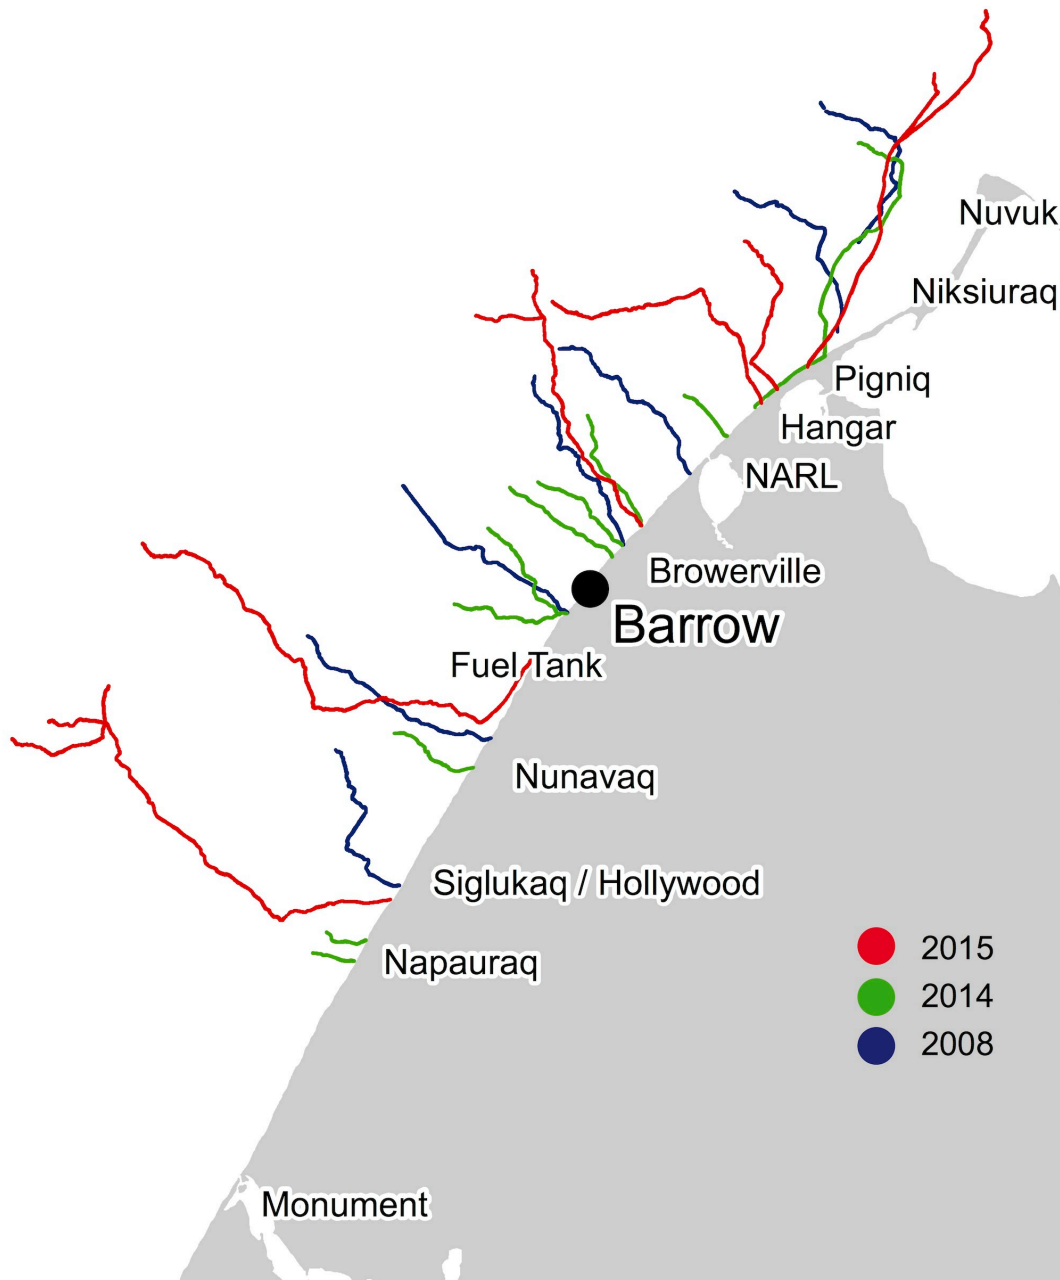 Nuvuk
Niksiuraq
Pigniq
Hangar
NARL
Browerville
Barrow
Fuel Tank
Nunavaq
Siglukaq / Hollywood
Napauraq
2015
2014
2008
Monument